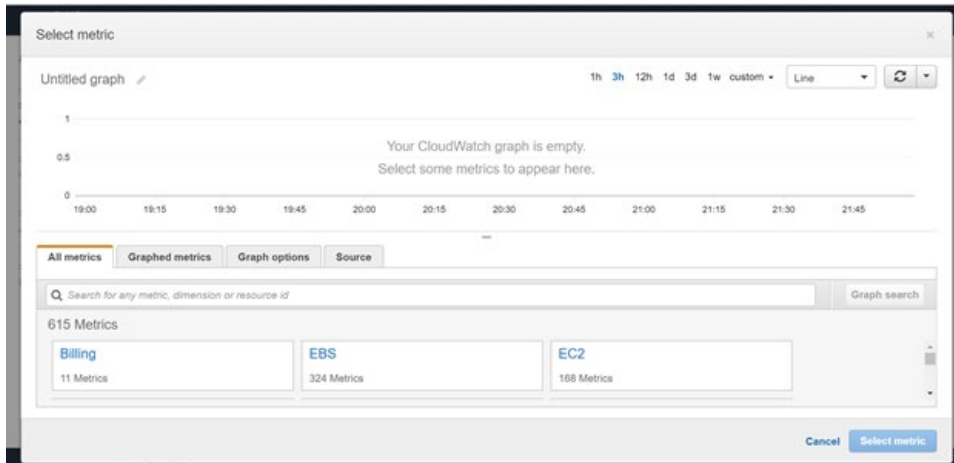 Select metric
Untitled graph
1h 3h 12h 1d 3d 1w custom
Line
1
Your CloudWatch graph is empty.
0.5
Select some metrics to appear here.
0
19:00 19:15 19:30 19:45 20:00 20:15 20:30 20:45 21:00 21:15 21:30 21:45
All metrics Graphed metrics Graph options Source
Search for any metric, dimension or resource id
Graph search
615 Metrics
Billing EBS EC2
11 Metrics 324 Metrics 168 Metrics
Cancel Select metric